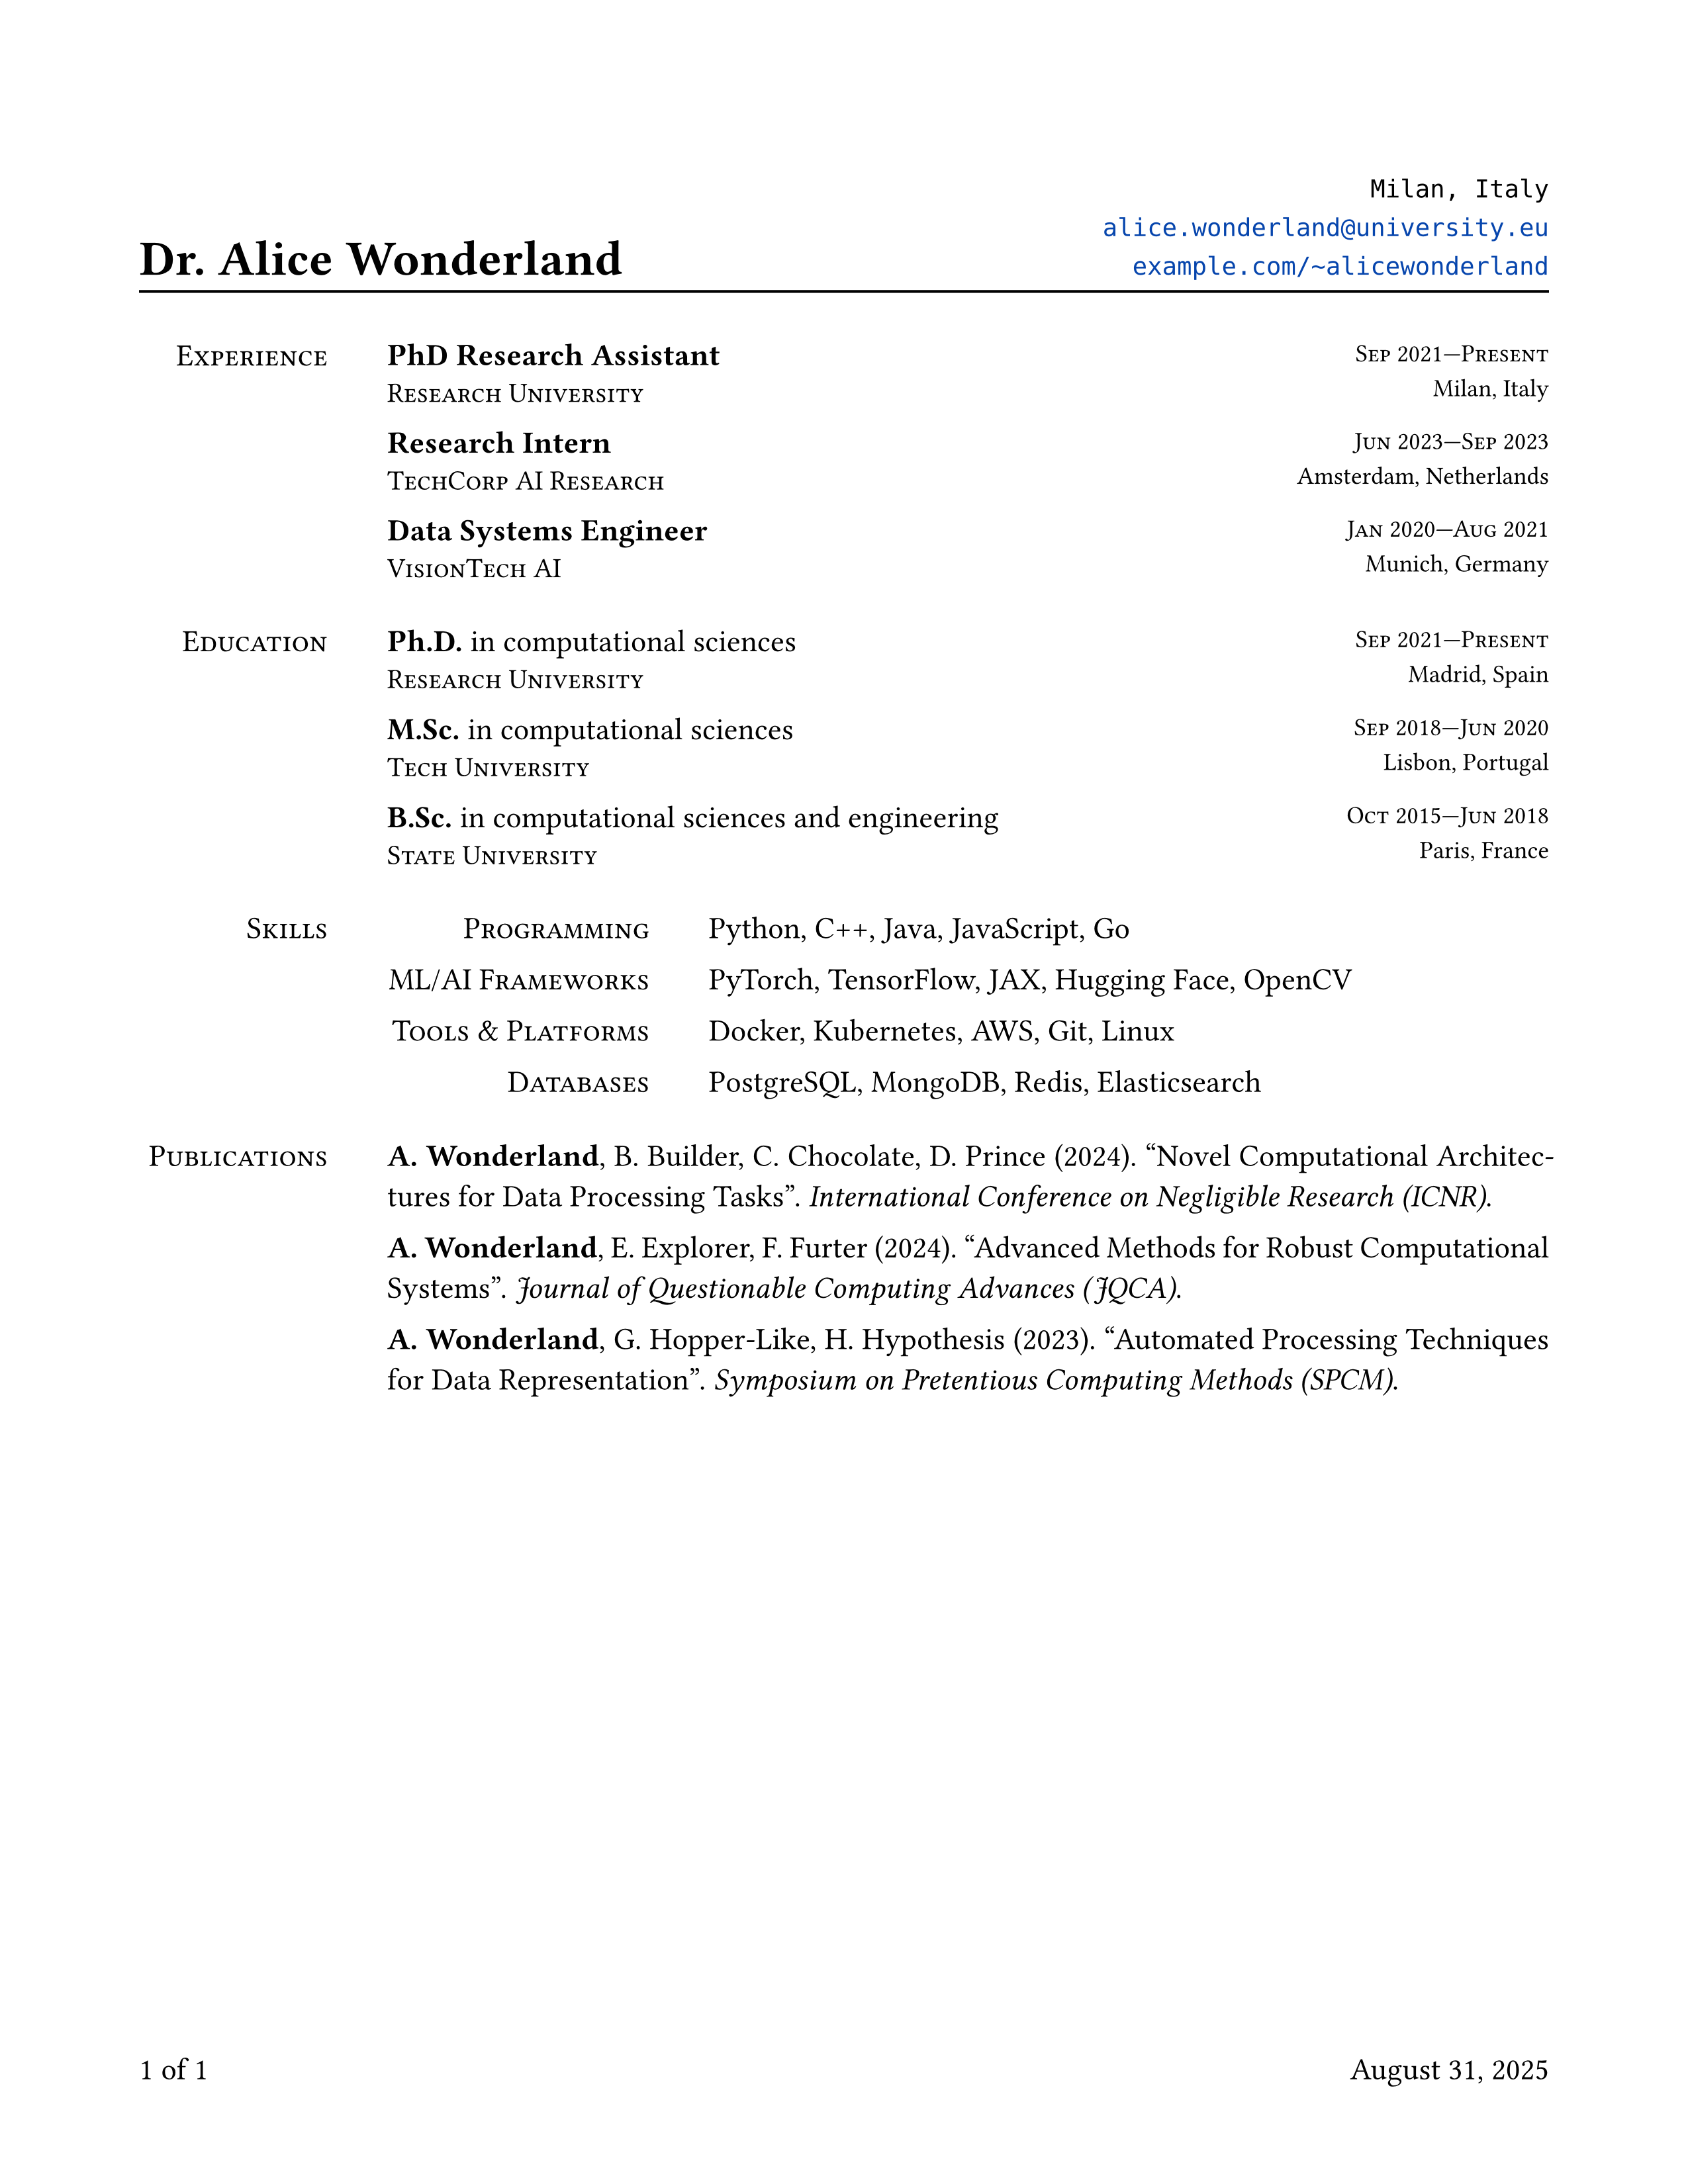 Milan, Italy
alice.wonderland@university.eu
Dr. Alice Wonderland
example.com/~alicewonderland
Experience
PhD Research Assistant
Sep 2021—Present
Research University
Milan, Italy
Research Intern
Jun 2023—Sep 2023
TechCorp AI Research
Amsterdam, Netherlands
Data Systems Engineer
Jan 2020—Aug 2021
VisionTech AI
Munich, Germany
Education
Ph.D. in computational sciences
Sep 2021—Present
Research University
Madrid, Spain
M.Sc. in computational sciences
Sep 2018—Jun 2020
Tech University
Lisbon, Portugal
B.Sc. in computational sciences and engineering
Oct 2015—Jun 2018
State University
Paris, France
Skills
Programming
Python, C++, Java, JavaScript, Go
ML/AI Frameworks
PyTorch, TensorFlow, JAX, Hugging Face, OpenCV
Tools & Platforms
Docker, Kubernetes, AWS, Git, Linux
Databases
PostgreSQL, MongoDB, Redis, Elasticsearch
Publications
A. Wonderland, B. Builder, C. Chocolate, D. Prince (2024). “Novel Computational Architec-
tures for Data Processing Tasks”. International Conference on Negligible Research (ICNR).
A. Wonderland, E. Explorer, F. Furter (2024). “Advanced Methods for Robust Computational
Systems”. Journal of Questionable Computing Advances (JQCA).
A. Wonderland, G. Hopper-Like, H. Hypothesis (2023). “Automated Processing Techniques
for Data Representation”. Symposium on Pretentious Computing Methods (SPCM).
1 of 1
August 31, 2025